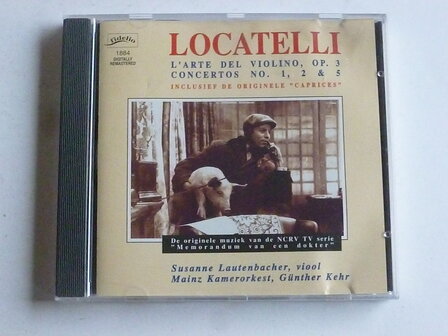 Fidelio
1884
DIGITALLY
REMASTERED
LOCATELLI
L'ARTE DEL VIOLINO, OP. 3
CONCERTOS NO. 1, 2 & 5
INCLUSIEF DE ORIGINELE "CAPRICES"
De originele muziek van de NCRV TV serie
"Memorandum van een dokter"
Susanne Lautenbacher, viool
Mainz Kamerorkest, Günther Kehr